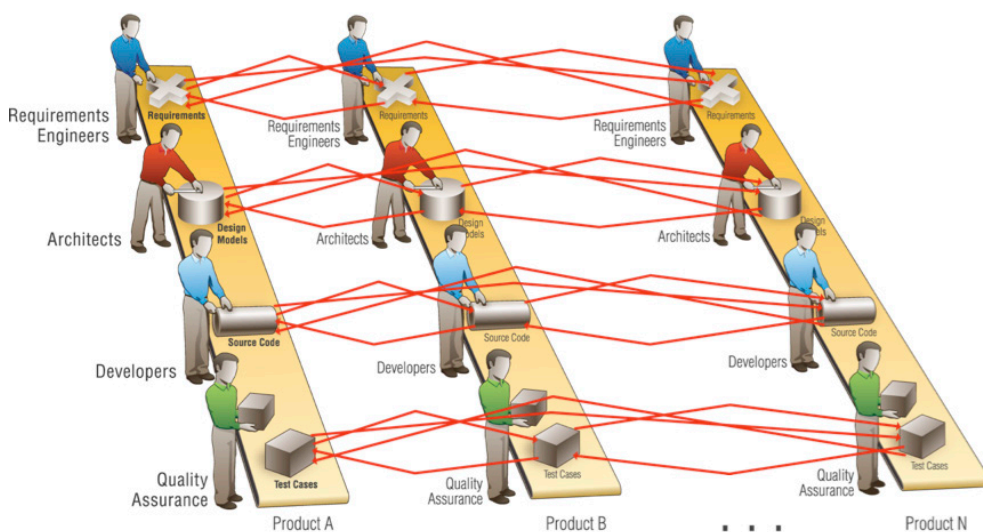 Requirements
Engineers
Requirements
Requirements
Engineers
Requirements
Requirements
Engineers
Requirements
Architects
Design
Models
Architects
Design
Models
Architects
Design
Models
Developers
Source Code
Developers
Source Code
Developers
Quality
Assurance
Test Cases
Quality
Assurance
Test Cases
Quality
Assurance
Test Cases
Product A
Product B
. . .
Product N